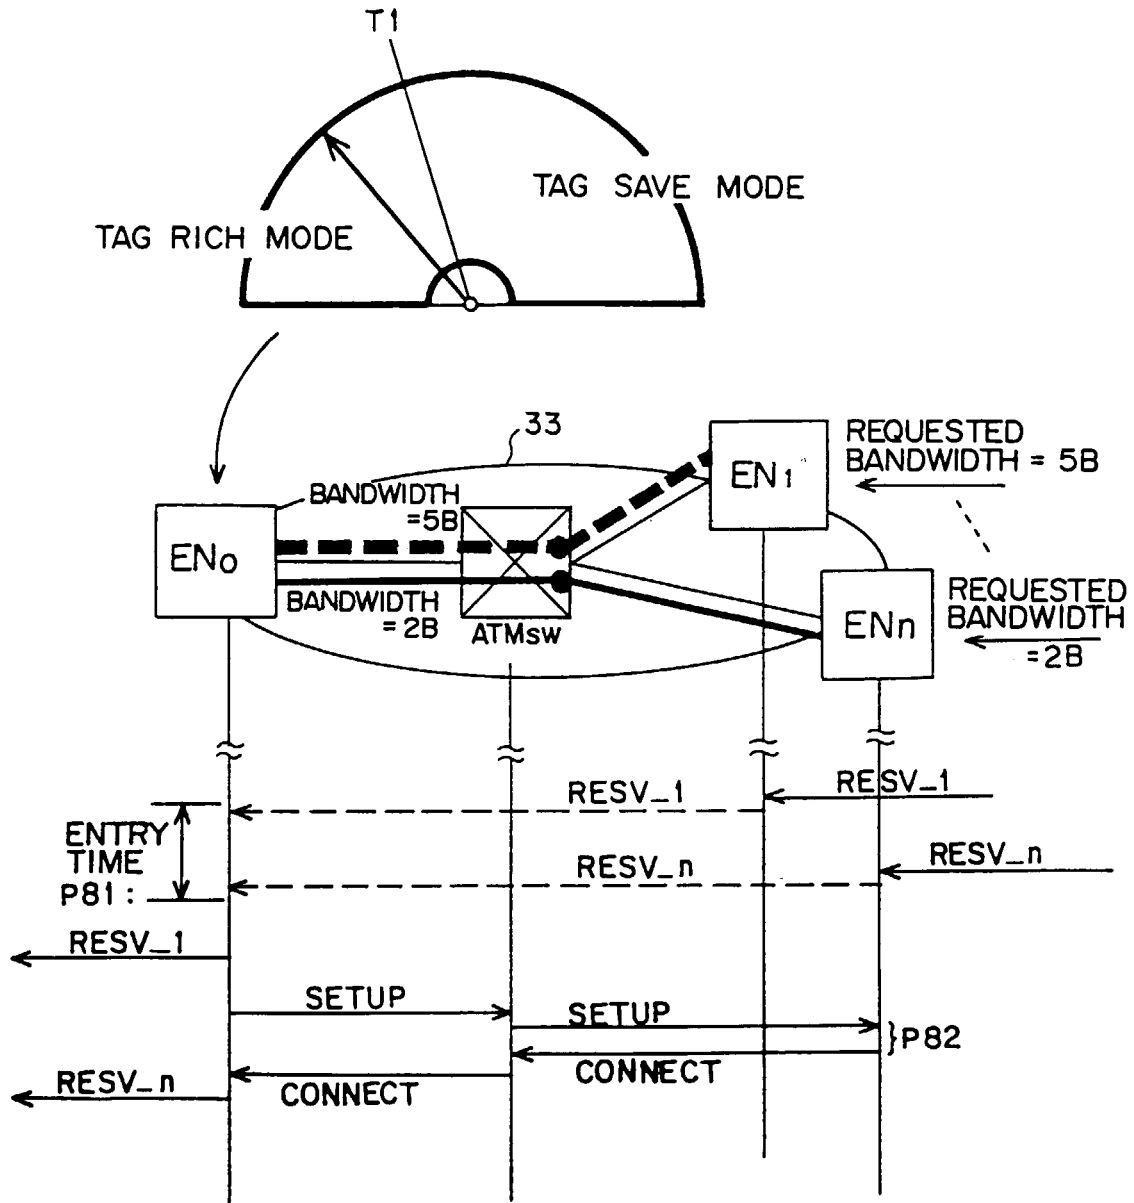 T1
TAG SAVE MODE
TAG RICH MODE
33
REQUESTED
BANDWIDTH = 5B
EN1
BANDWIDTH
=5B
EN0
BANDWIDTH
=2B
ATMSW
REQUESTED
BANDWIDTH
=2B
ENn
RESV_1
RESV_1
ENTRY
TIME
P81 :
RESV_n
RESV_n
RESV_1
SETUP
SETUP
}P82
CONNECT
CONNECT
RESV_n